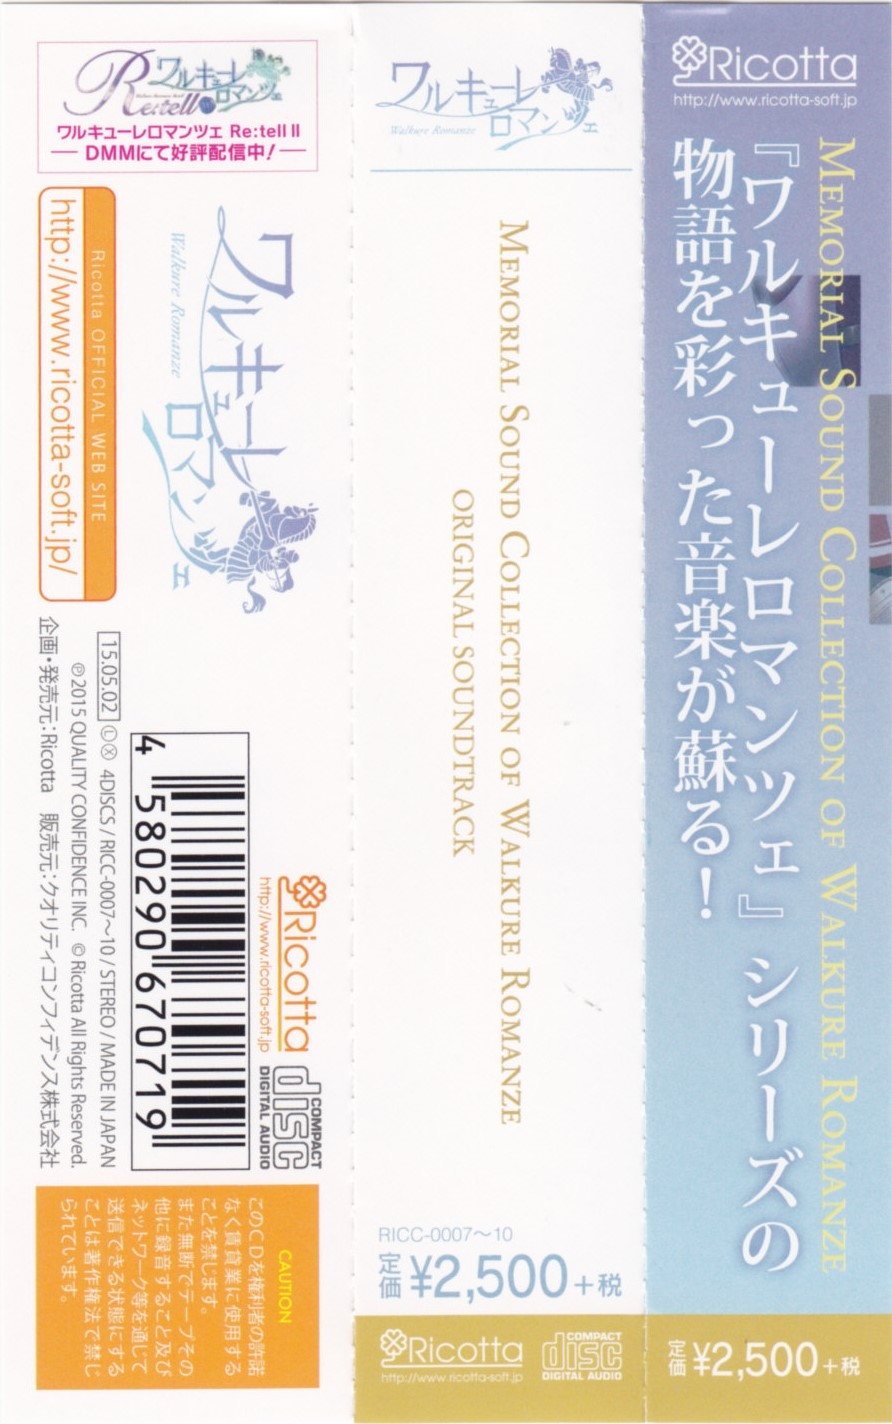 Ricotta
http://www.ricotta-soft.jp
MEMORIAL SOUND COLLECTION OF WALKURE ROMANZE
『ワルキューレロマンツェ』シリーズの
物語を彩った音楽が蘇る!
定価 ¥2,500+税
ワルキューレ
ロマンツェ
Walkure Romanze
MEMORIAL SOUND COLLECTION OF WALKURE ROMANZE
ORIGINAL SOUNDTRACK
RICC-0007〜10
定価 ¥2,500+税
Ricotta
http://www.ricotta-soft.jp
COMPACT
disc
DIGITAL AUDIO
ワルキューレ
ロマンツェ
Re:tell
ワルキューレロマンツェ Re:tell II
DMMにて好評配信中!
ワルキューレ
ロマンツェ
Walkure Romanze
Ricotta OFFICIAL WEB SITE
http://www.ricotta-soft.jp/
Ricotta
http://www.ricotta-soft.jp
COMPACT
disc
DIGITAL AUDIO
4 580290 670719
15.05.02 Ⓛ Ⓧ 4DISCS / RICC-0007〜10 / STEREO / MADE IN JAPAN
Ⓟ2015 QUALITY CONFIDENCE INC. © Ricotta All Rights Reserved.
企画・発売元:Ricotta 販売元:クオリティコンフィデンス株式会社
CAUTION
このCDを権利者の許諾
なく賃貸業に使用する
ことを禁じます。
また無断でテープその
他に録音すること及び
ネットワーク等を通じて
送信できる状態にする
ことは著作権法で禁じ
られています。